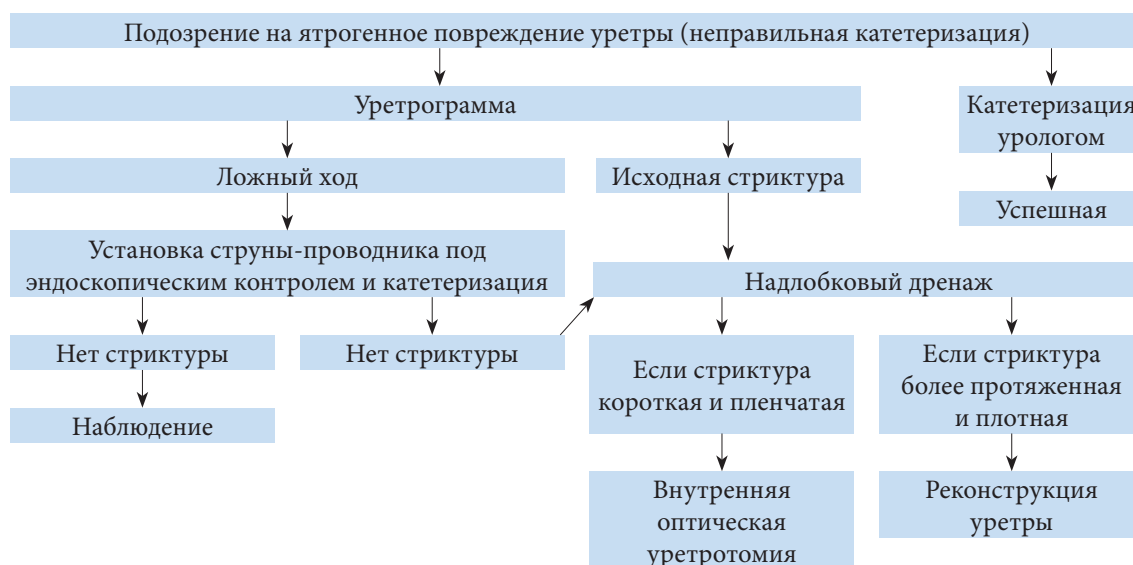 Подозрение на ятрогенное повреждение уретры (неправильная катетеризация)
Уретрограмма
Катетеризация
урологом
Ложный ход
Исходная стриктура
Успешная
Установка струны-проводника под
эндоскопическим контролем и катетеризация
Надлобковый дренаж
Нет стриктуры
Нет стриктуры
Если стриктура
короткая и пленчатая
Если стриктура
более протяженная
и плотная
Наблюдение
Внутренняя
оптическая
уретротомия
Реконструкция
уретры